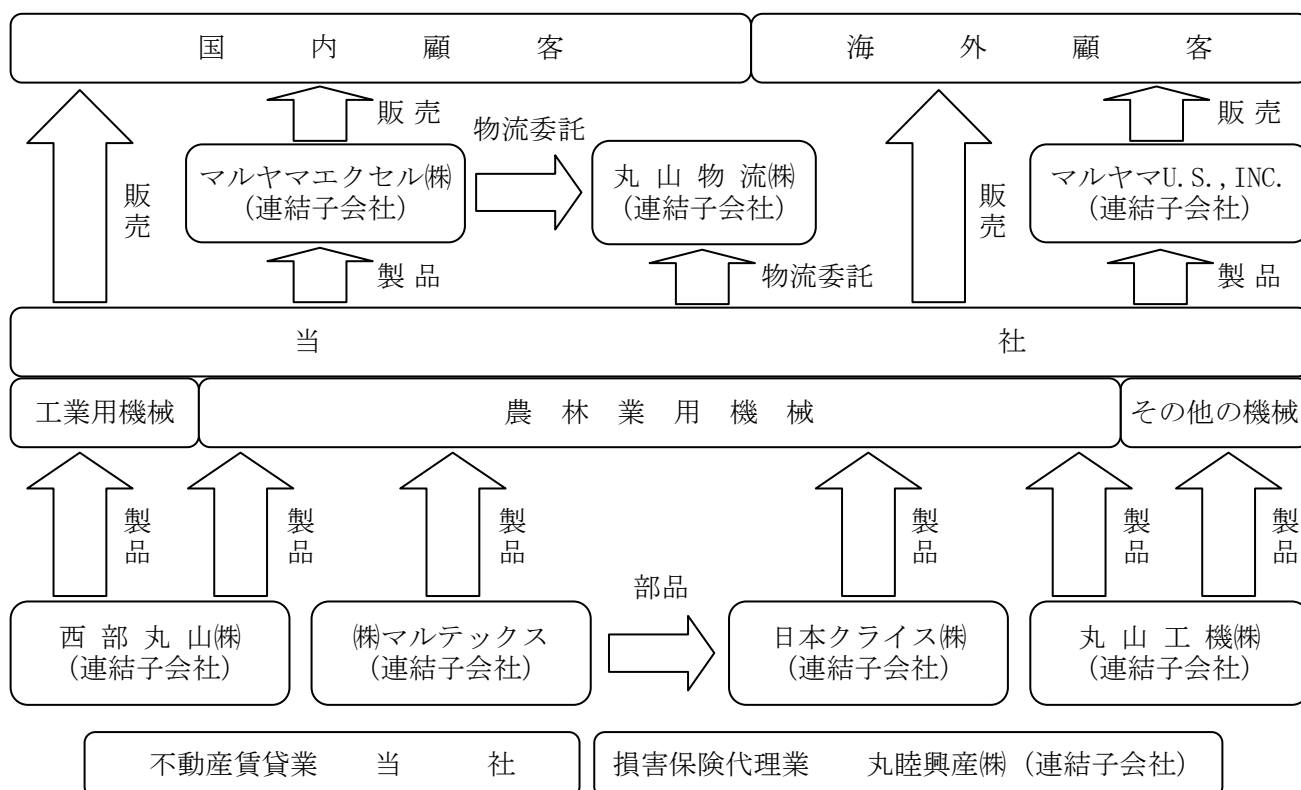 国 内 顧 客
海 外 顧 客
販 売
販 売
物流委託
マルヤマエクセル㈱
(連結子会社)
丸 山 物 流㈱
(連結子会社)
マルヤマU.S.,INC.
(連結子会社)
販売
販売
製 品
物流委託
製 品
当 社
工業用機械
農 林 業 用 機 械
その他の機械
製品
製品
製品
製品
製品
製品
部品
西 部 丸 山㈱
(連結子会社)
㈱マルテックス
(連結子会社)
日本クライス㈱
(連結子会社)
丸 山 工 機㈱
(連結子会社)
不動産賃貸業 当 社
損害保険代理業 丸睦興産㈱ (連結子会社)